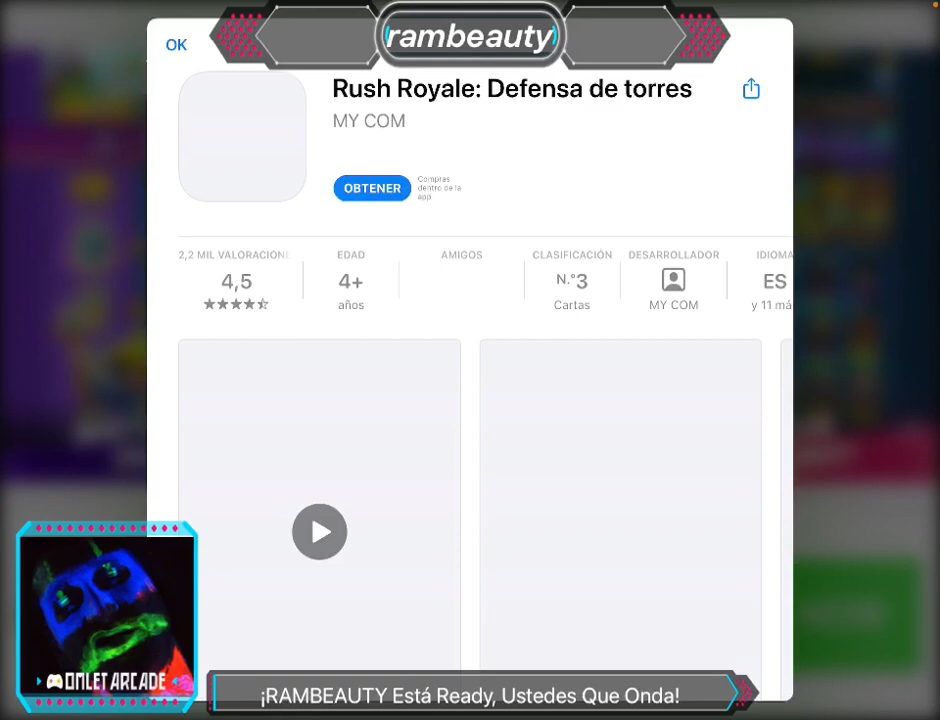 rambeauty
OK
Rush Royale: Defensa de torres
MY COM
OBTENER
Compras
dentro de la
app
2,2 MIL VALORACION
4,5
EDAD
4+
años
AMIGOS
CLASIFICACIÓN
N.º3
Cartas
DESARROLLADOR
MY COM
IDIOMA
ES
y 11 má
OMLET ARCADE
¡RAMBEAUTY Está Ready, Ustedes Que Onda!